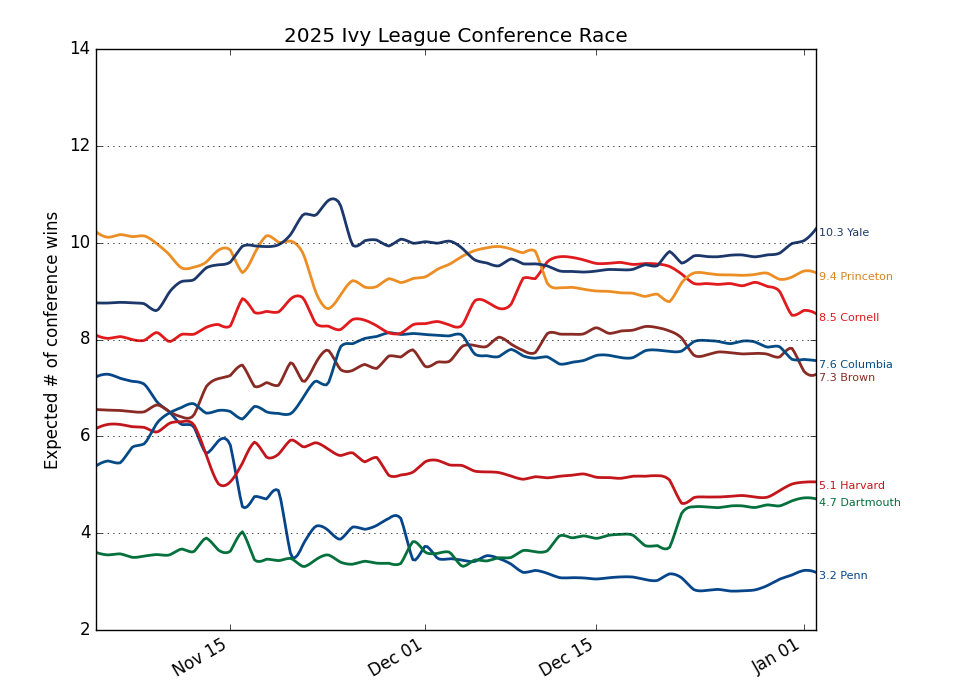 2025 Ivy League Conference Race
Expected # of conference wins
14
12
10
8
6
4
2
Nov 15
Dec 01
Dec 15
Jan 01
10.3 Yale
9.4 Princeton
8.5 Cornell
7.6 Columbia
7.3 Brown
5.1 Harvard
4.7 Dartmouth
3.2 Penn